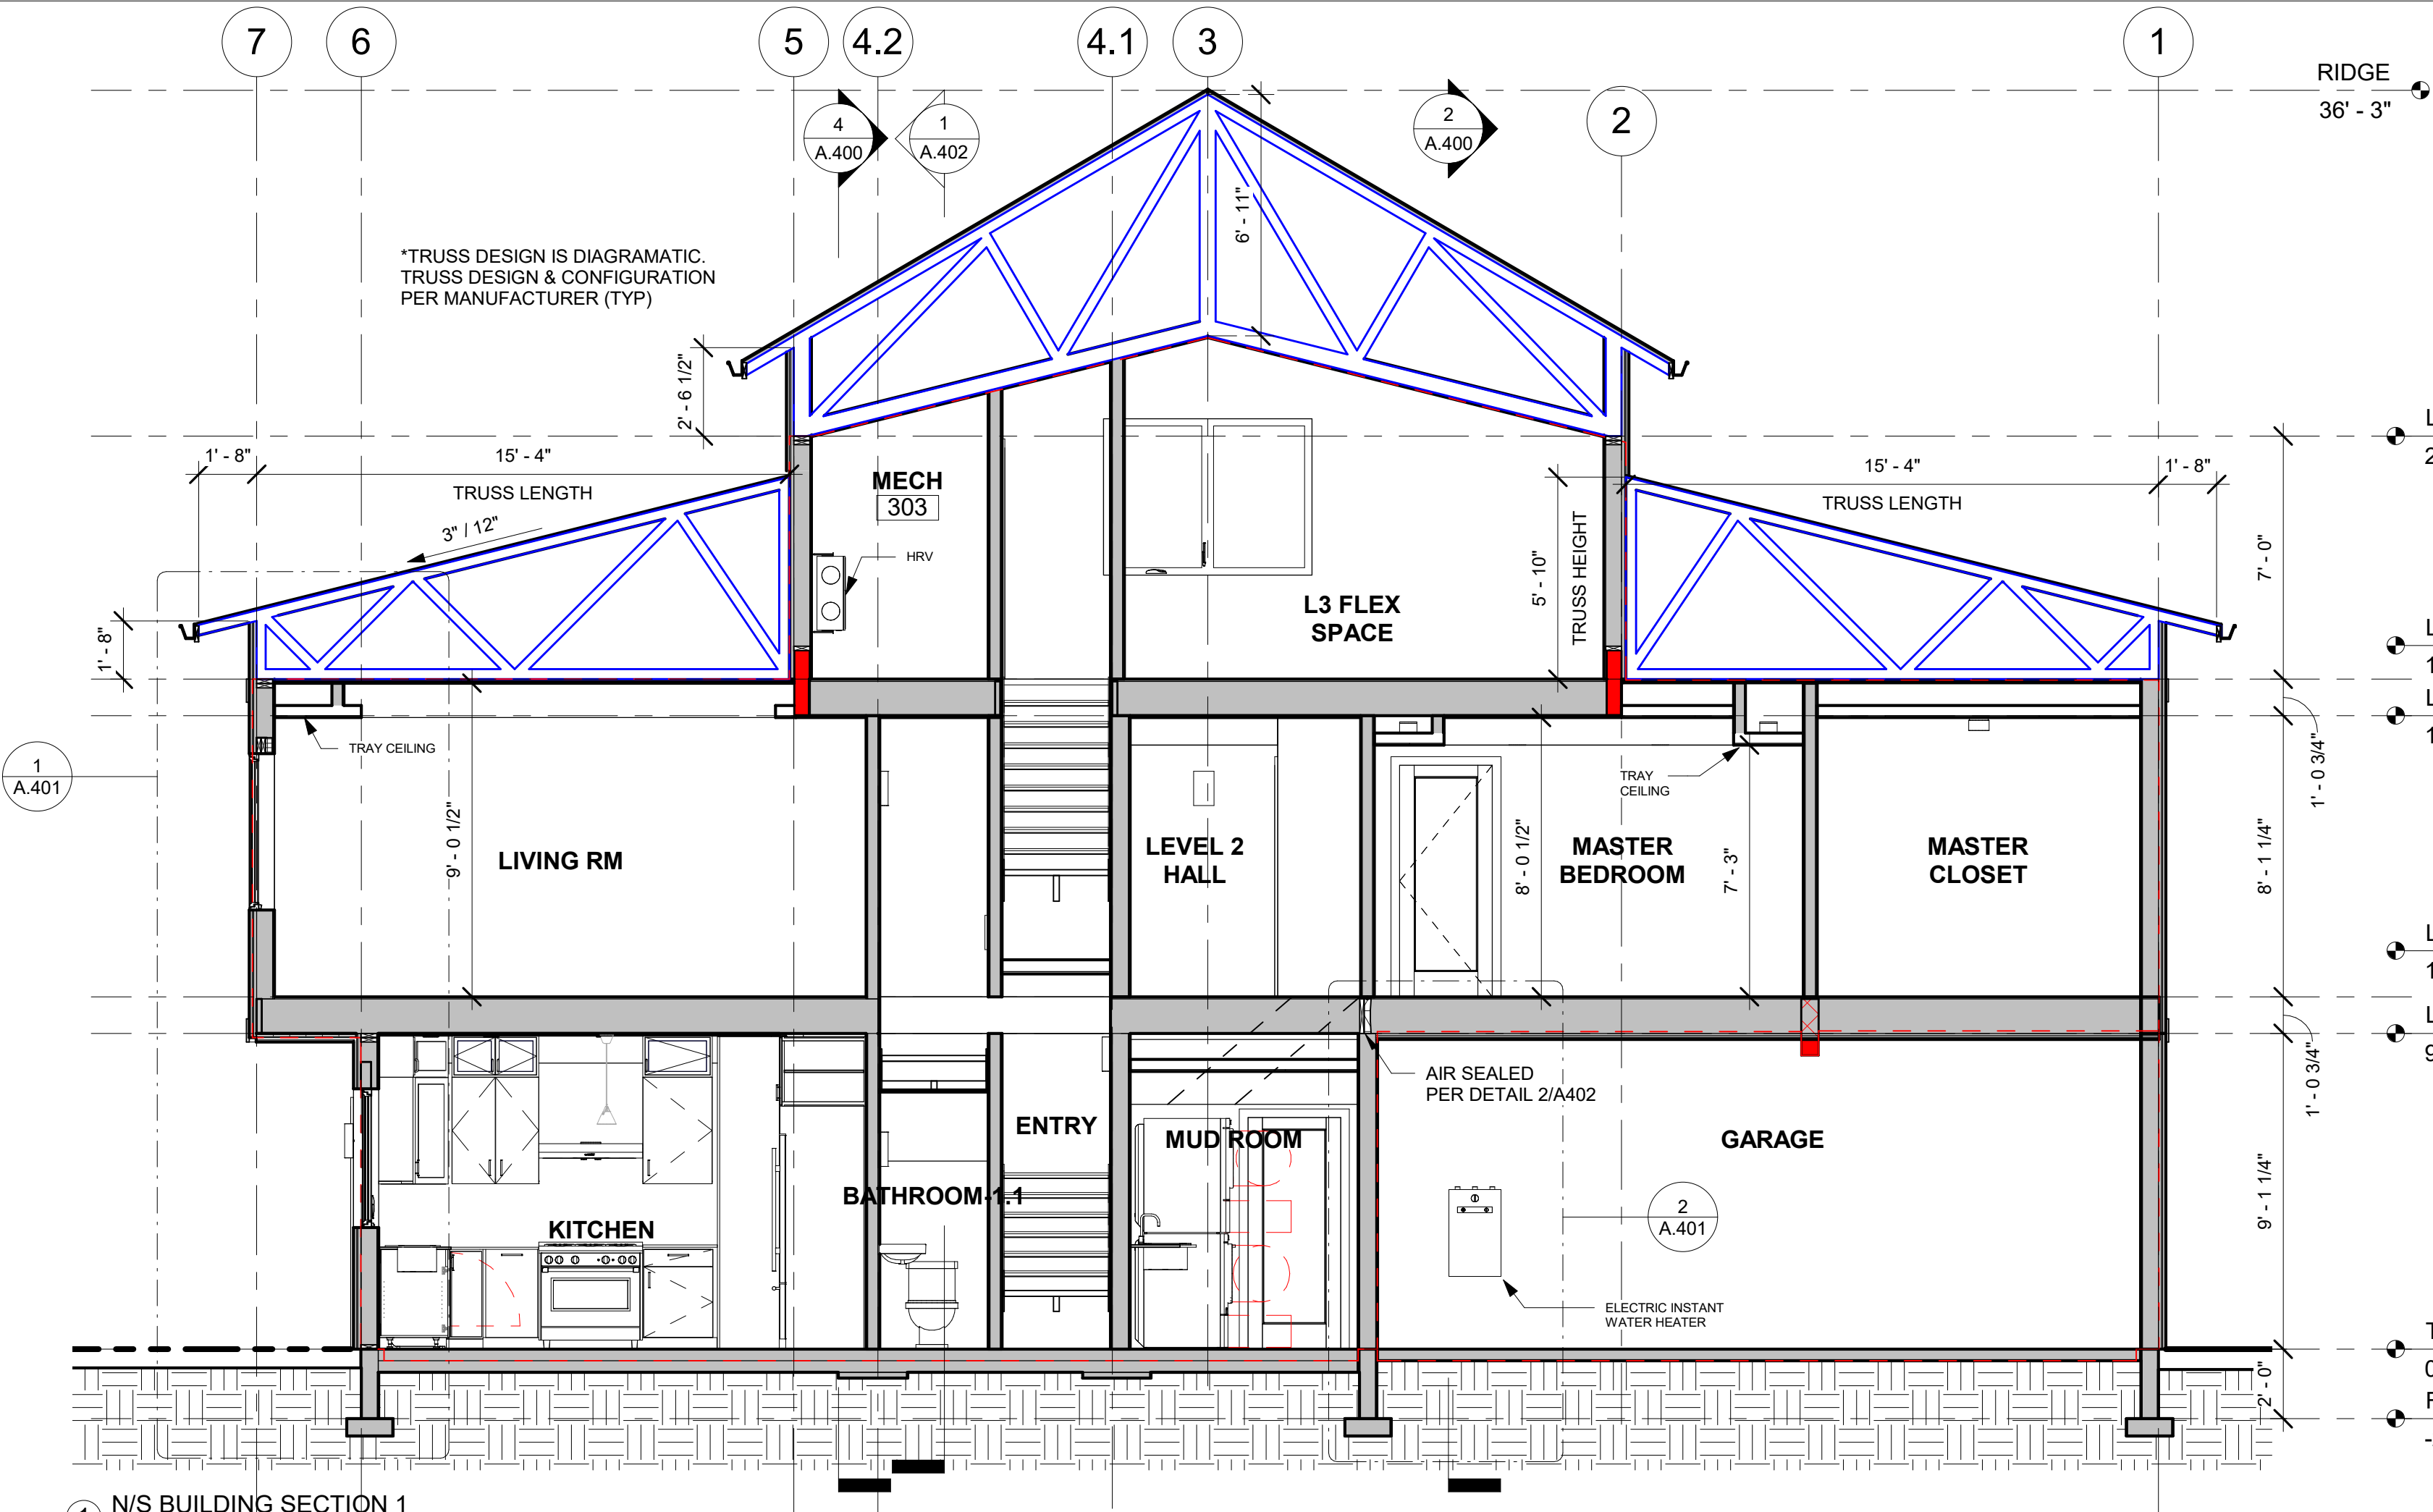 7
6
5
4.2
4.1
3
2
1
RIDGE
36' - 3"
4
A.400
1
A.402
2
A.400
*TRUSS DESIGN IS DIAGRAMATIC.
TRUSS DESIGN & CONFIGURATION
PER MANUFACTURER (TYP)
6' - 11"
2' - 6 1/2"
1' - 8"
15' - 4"
TRUSS LENGTH
3" / 12"
1' - 8"
MECH
303
HRV
L3 FLEX
SPACE
5' - 10"
TRUSS HEIGHT
15' - 4"
TRUSS LENGTH
1' - 8"
7' - 0"
TRAY CEILING
1
A.401
9' - 0 1/2"
LIVING RM
LEVEL 2
HALL
8' - 0 1/2"
MASTER
BEDROOM
TRAY
CEILING
7' - 3"
MASTER
CLOSET
1' - 0 3/4"
8' - 1 1/4"
1' - 0 3/4"
AIR SEALED
PER DETAIL 2/A402
ENTRY
MUD ROOM
GARAGE
BATHROOM-1.1
KITCHEN
2
A.401
9' - 1 1/4"
ELECTRIC INSTANT
WATER HEATER
2' - 0"
N/S BUILDING SECTION 1